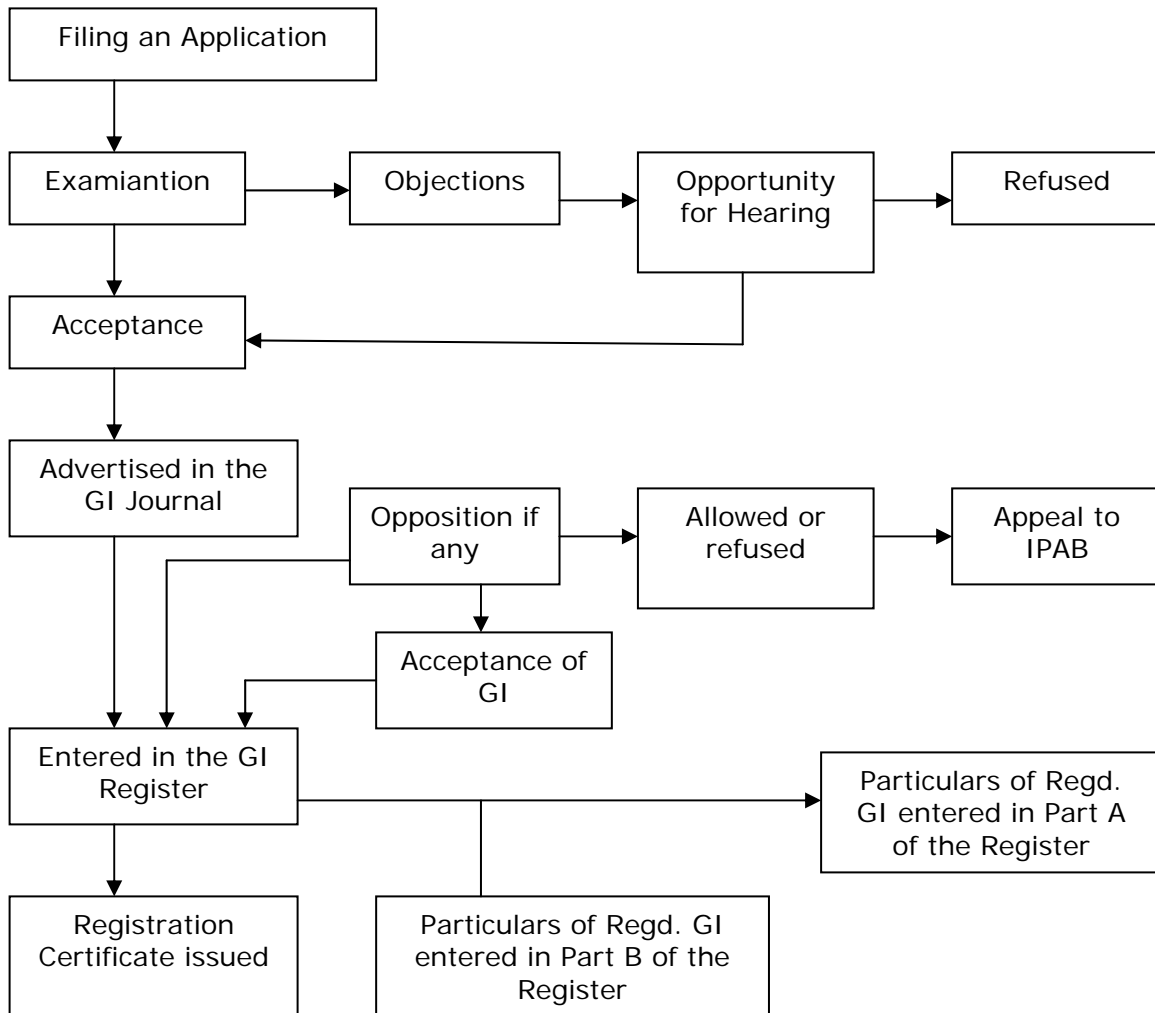 Filing an Application
Examiantion
Objections
Opportunity
for Hearing
Refused
Acceptance
Advertised in the
GI Journal
Opposition if
any
Allowed or
refused
Appeal to
IPAB
Acceptance of
GI
Entered in the GI
Register
Particulars of Regd.
GI entered in Part A
of the Register
Registration
Certificate issued
Particulars of Regd. GI
entered in Part B of the
Register